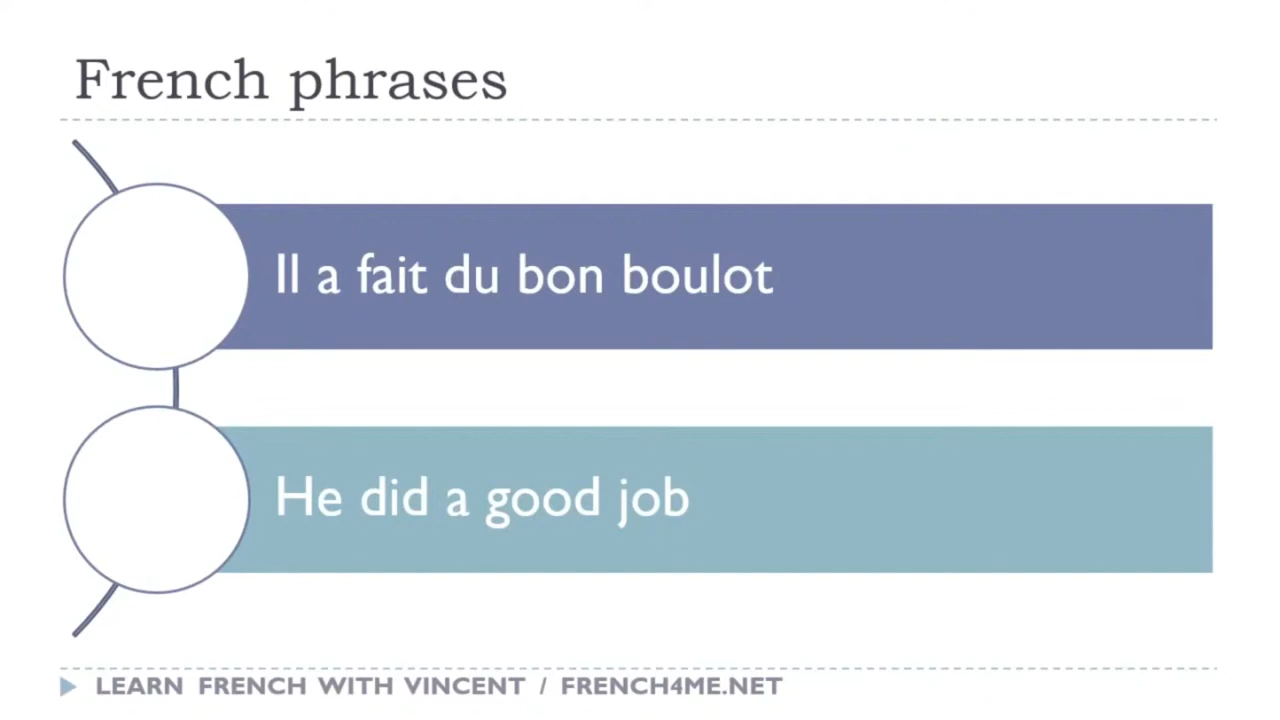 French phrases
Il a fait du bon boulot
He did a good job
LEARN FRENCH WITH VINCENT / FRENCH4ME.NET